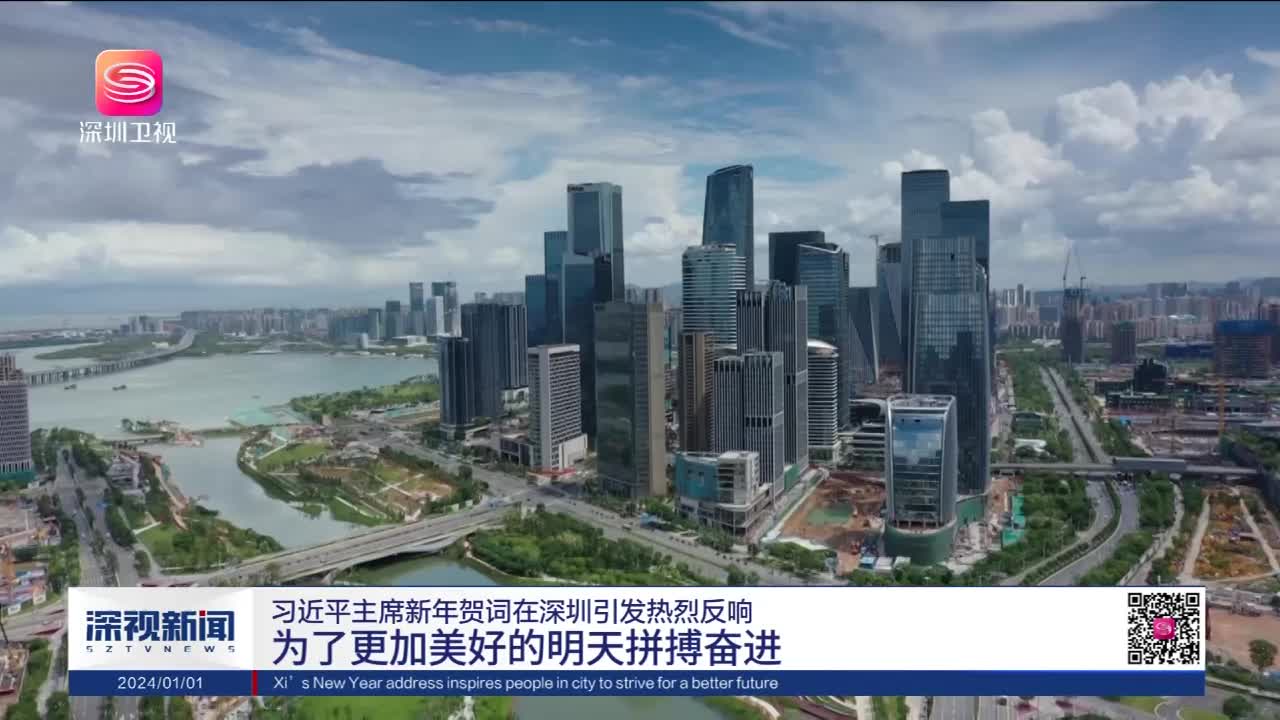 深圳卫视
习近平主席新年贺词在深圳引发热烈反响
深视新闻
为了更加美好的明天拼搏奋进
SZTVNEWS
2024/01/01
Xi’s New Year address inspires people in city to strive for a better future